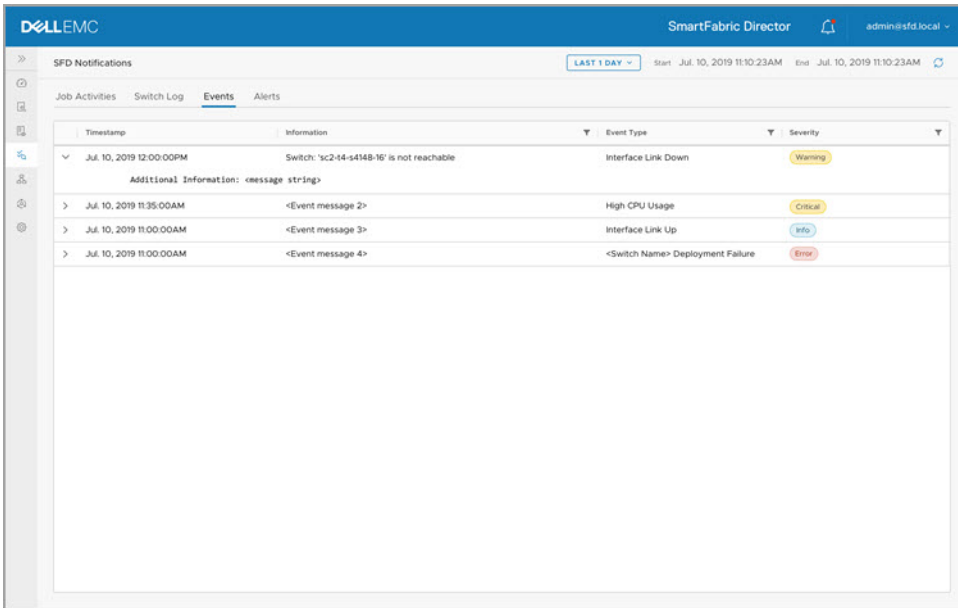 DELLEMC SmartFabric Director admin@sfd.local
SFD Notifications LAST 1 DAY Start Jul. 10, 2019 11:10:23AM End Jul. 10, 2019 11:10:23AM
Job Activities Switch Log Events Alerts
Timestamp Information Event Type Severity
Jul. 10, 2019 12:00:00PM Switch: 'sc2-t4-s4148-16' is not reachable Interface Link Down Warning
Additional Information: <message string>
Jul. 10, 2019 11:35:00AM <Event message 2> High CPU Usage Critical
Jul. 10, 2019 11:00:00AM <Event message 3> Interface Link Up Info
Jul. 10, 2019 11:00:00AM <Event message 4> <Switch Name> Deployment Failure Error